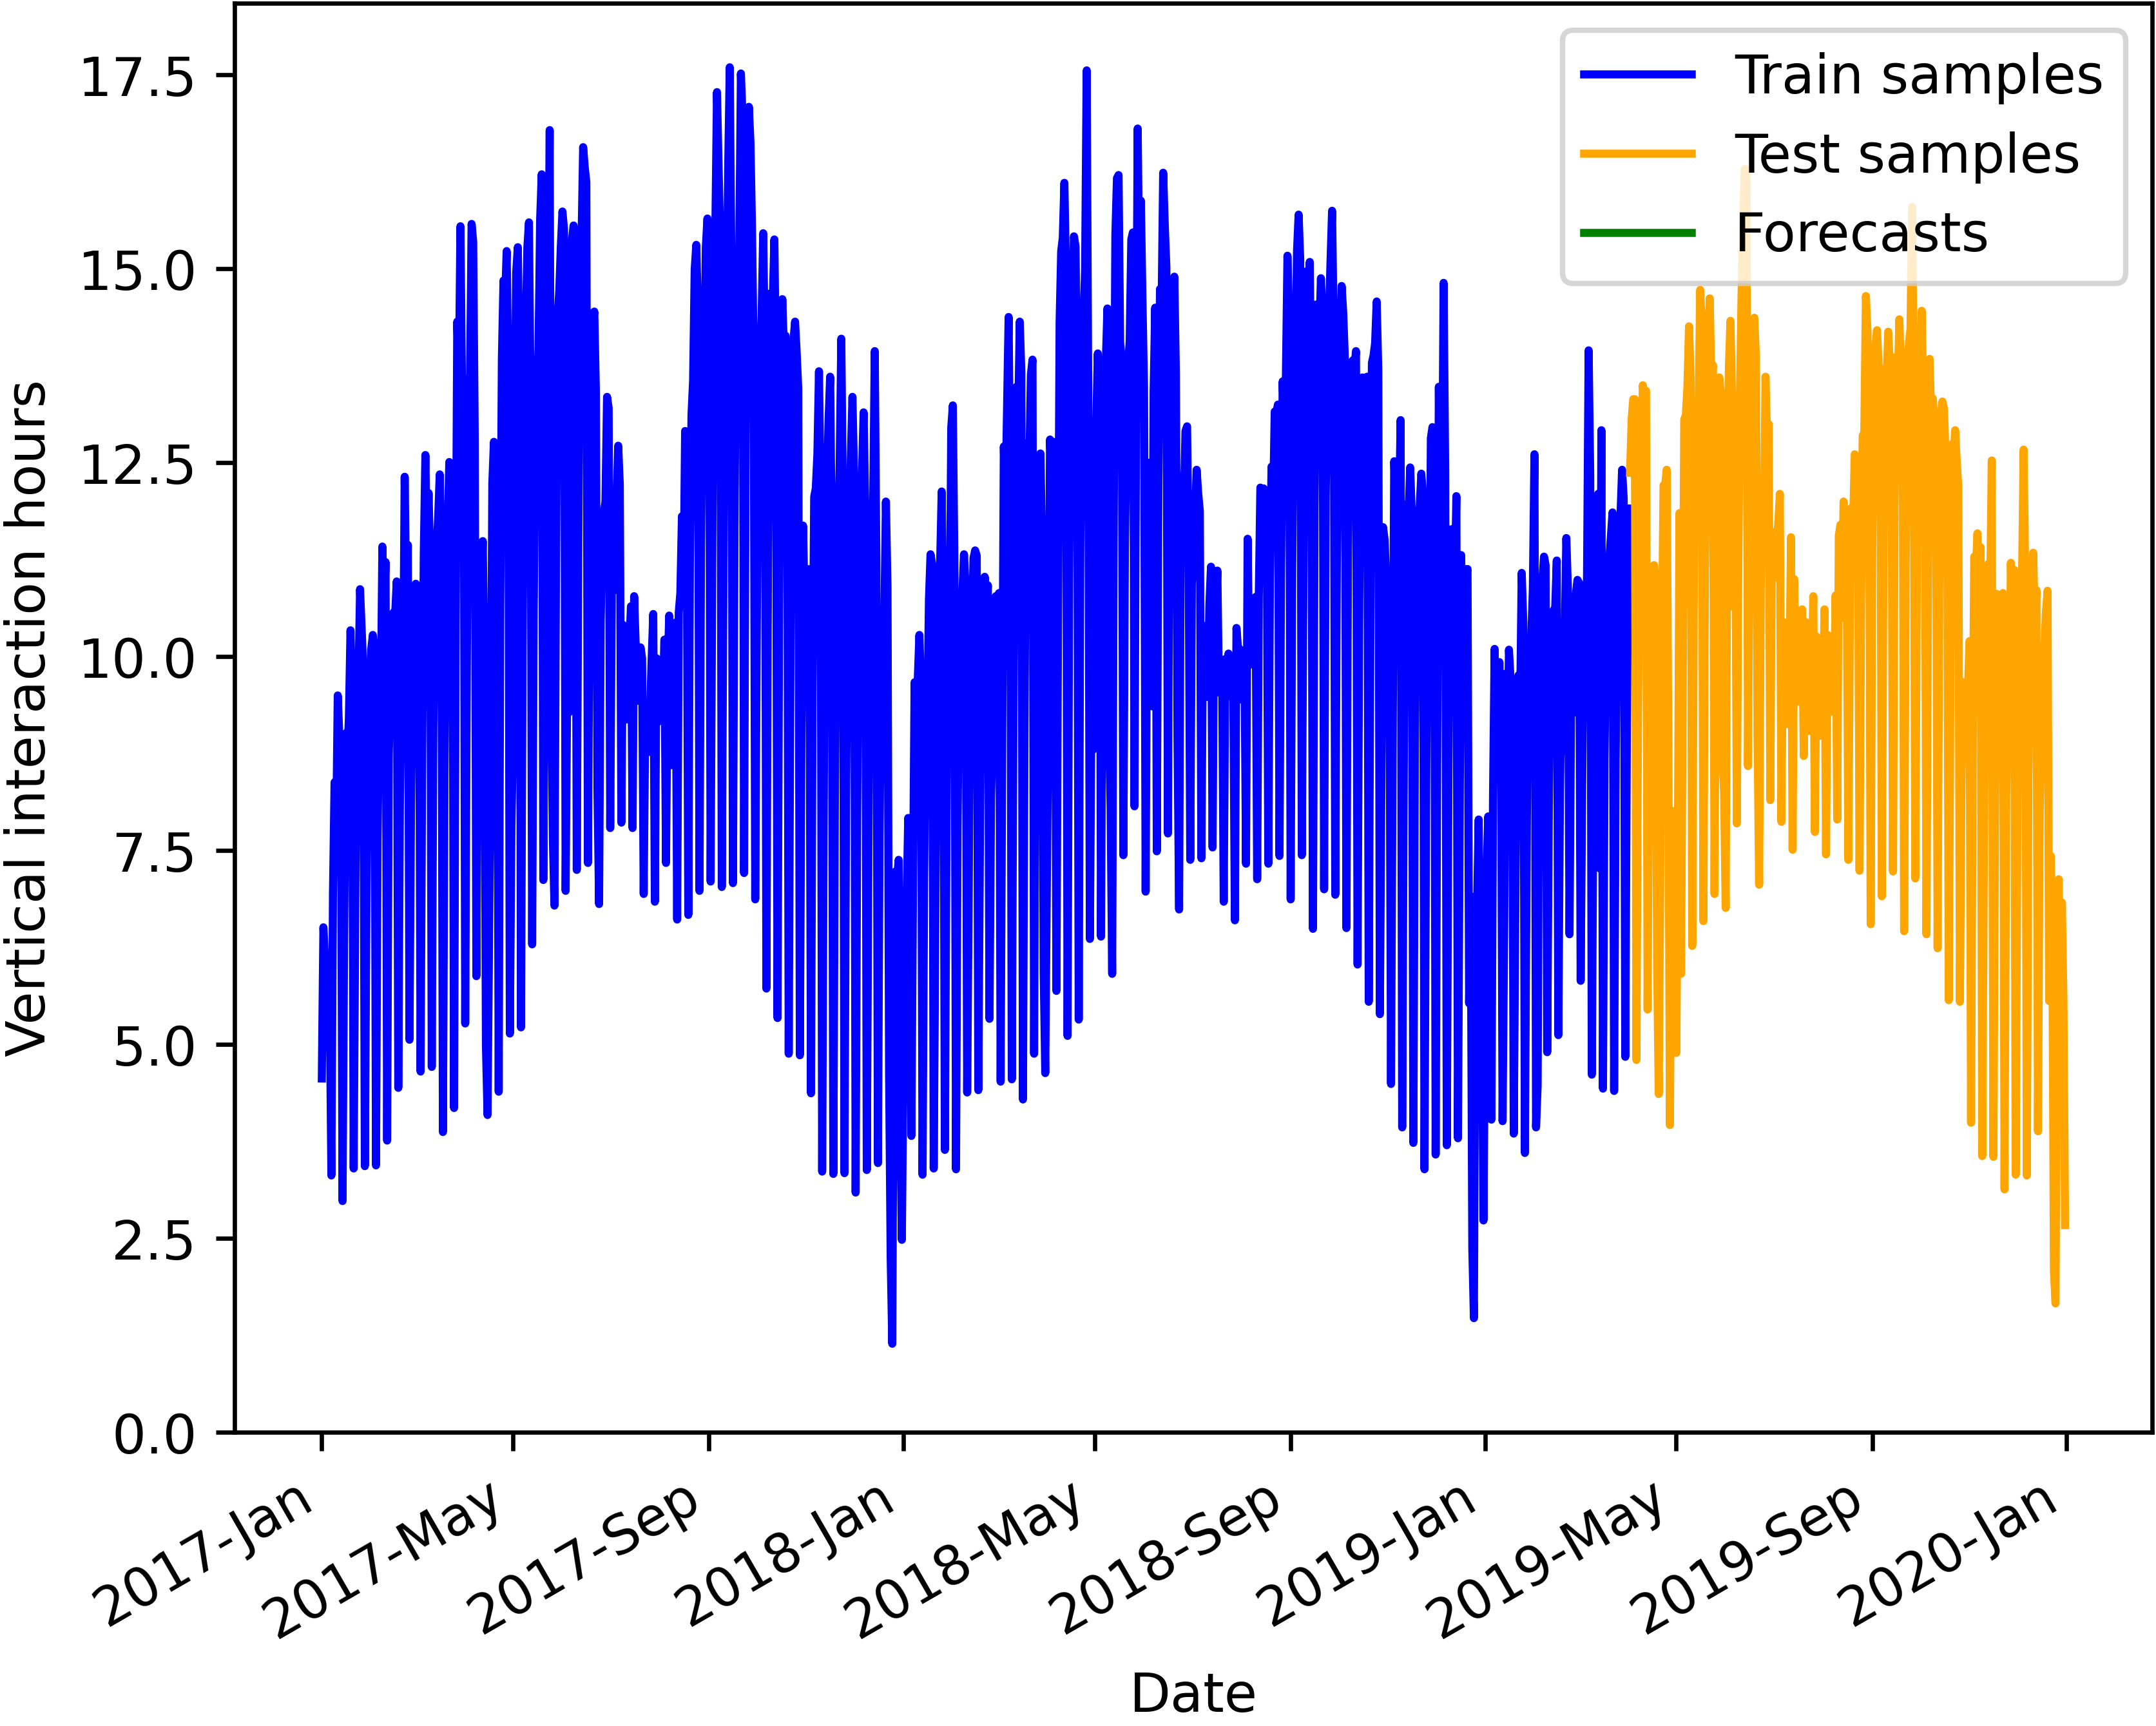 Train samples
Test samples
Forecasts
Vertical interaction hours
17.5
15.0
12.5
10.0
7.5
5.0
2.5
0.0
2017-Jan
2017-May
2017-Sep
2018-Jan
2018-May
2018-Sep
2019-Jan
2019-May
2019-Sep
2020-Jan
Date